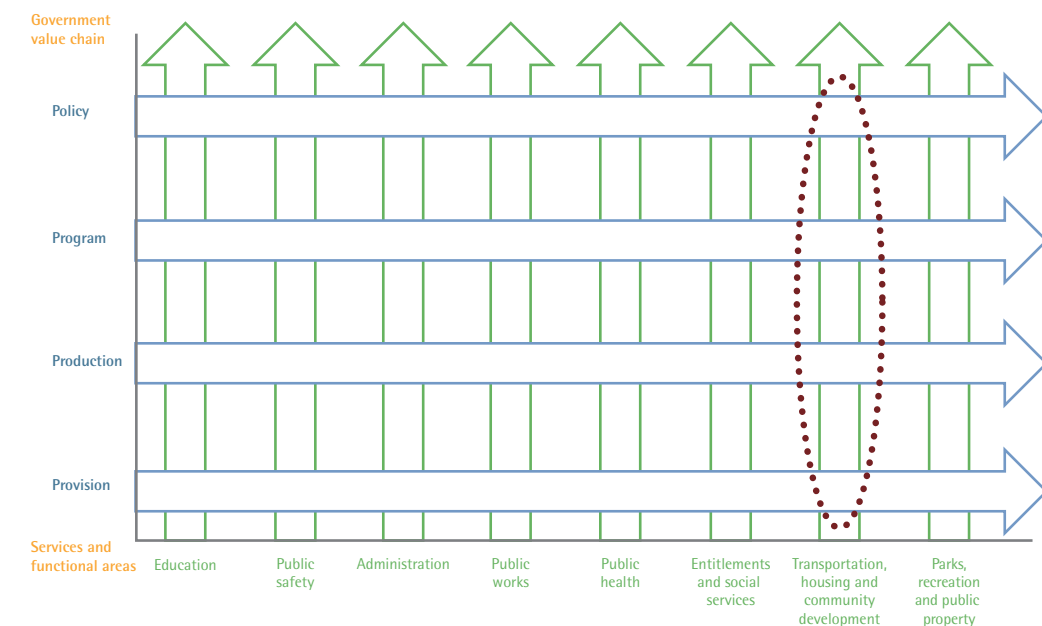 Government
value chain
Policy
Program
Production
Provision
Services and
functional areas
Education
Public
safety
Administration
Public
works
Public
health
Entitlements
and social
services
Transportation,
housing and
community
development
Parks,
recreation
and public
property